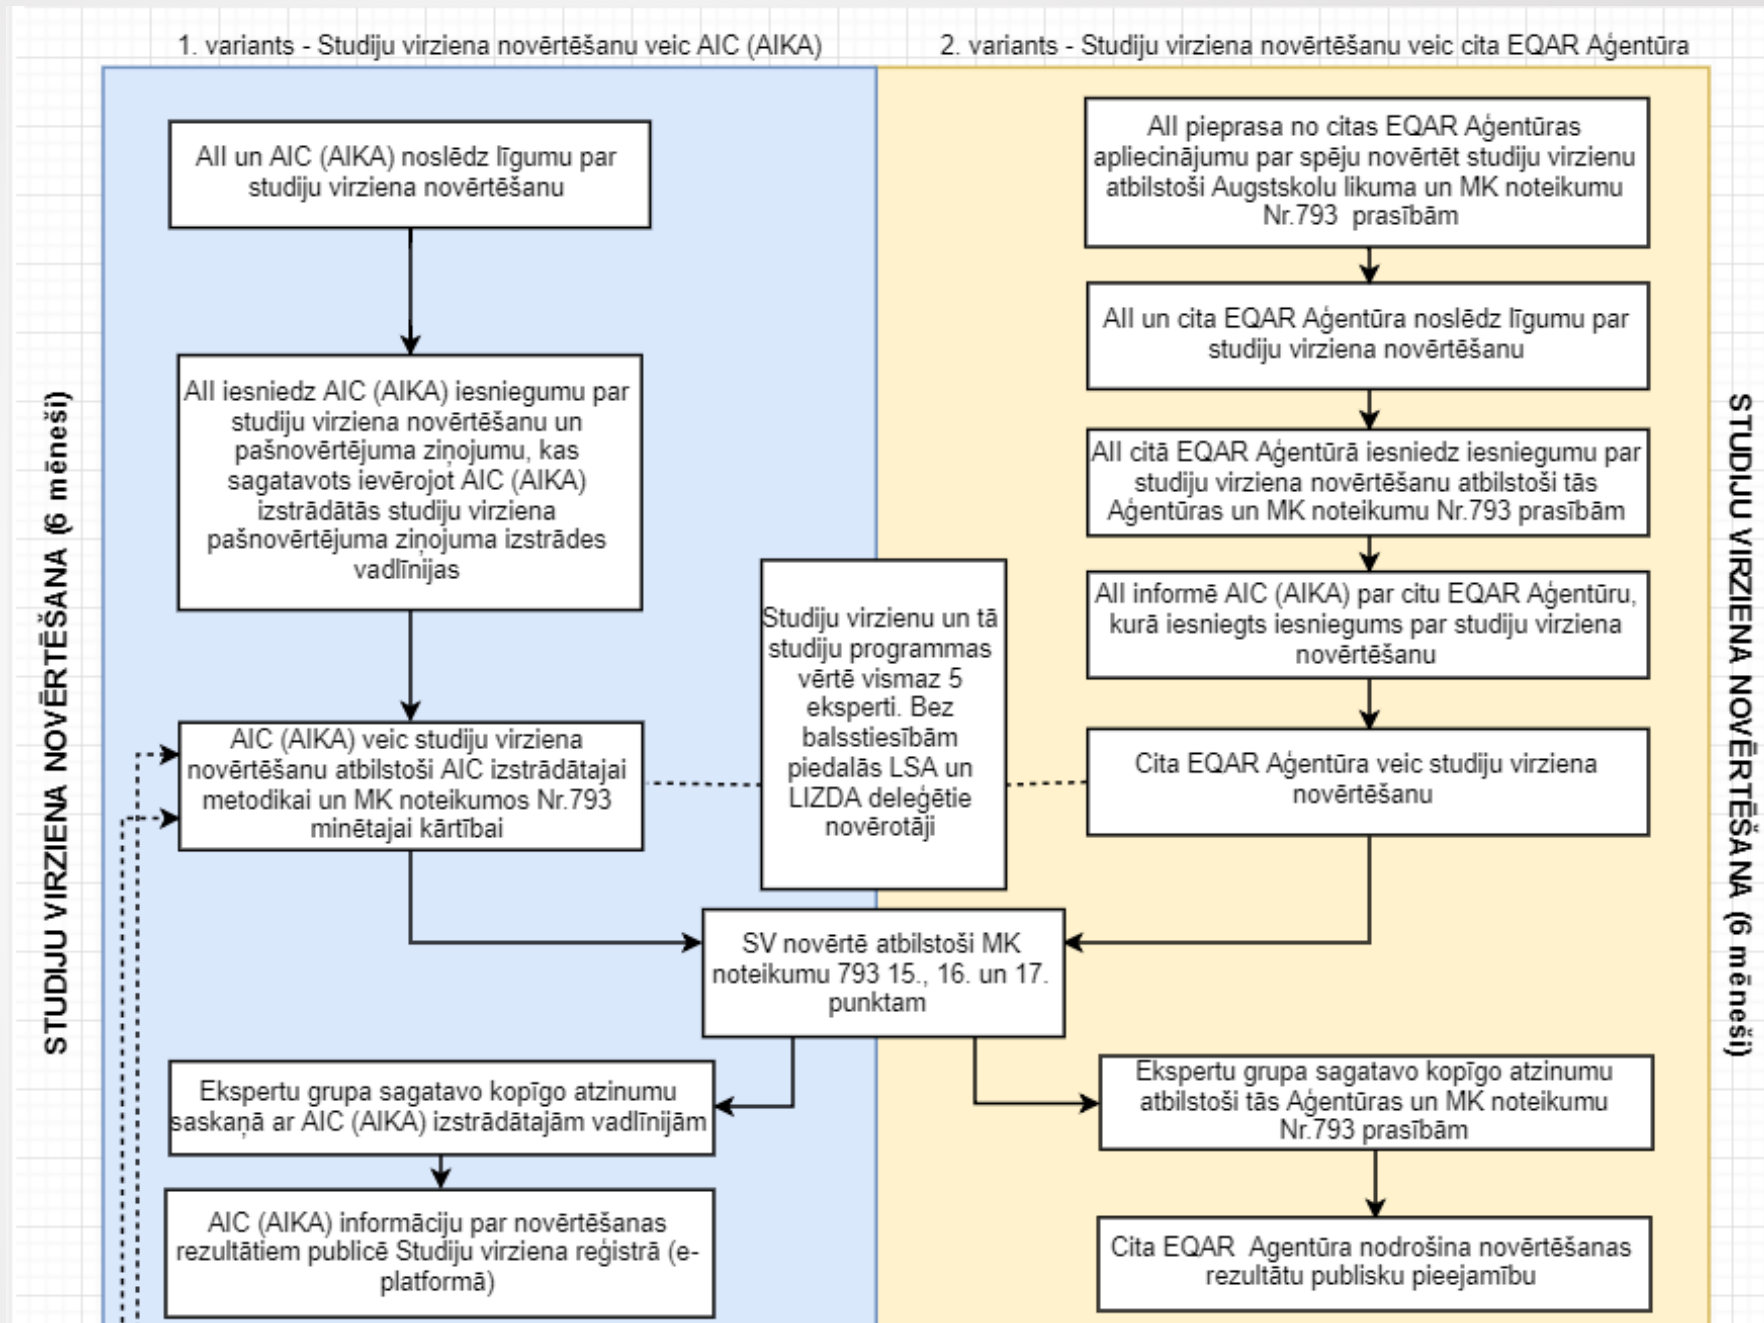 1. variants - Studiju virziena novērtēšanu veic AIC (AIKA)
2. variants - Studiju virziena novērtēšanu veic cita EQAR Aģentūra
STUDIJU VIRZIENA NOVĒRTĒŠANA (6 mēneši)
AII un AIC (AIKA) noslēdz līgumu par
studiju virziena novērtēšanu
AII iesniedz AIC (AIKA) iesniegumu par
studiju virziena novērtēšanu un
pašnovērtējuma ziņojumu, kas
sagatavots ievērojot AIC (AIKA)
izstrādātās studiju virziena
pašnovērtējuma ziņojuma izstrādes
vadlīnijas
AIC (AIKA) veic studiju virziena
novērtēšanu atbilstoši AIC izstrādātajai
metodikai un MK noteikumos Nr.793
minētajai kārtībai
AII pieprasa no citas EQAR Aģentūras
apliecinājumu par spēju novērtēt studiju virzienu
atbilstoši Augstskolu likuma un MK noteikumu
Nr.793 prasībām
AII un cita EQAR Aģentūra noslēdz līgumu par
studiju virziena novērtēšanu
AII citā EQAR Aģentūrā iesniedz iesniegumu par
studiju virziena novērtēšanu atbilstoši tās
Aģentūras un MK noteikumu Nr.793 prasībām
AII informē AIC (AIKA) par citu EQAR Aģentūru,
kurā iesniegts iesniegums par studiju virziena
novērtēšanu
Cita EQAR Aģentūra veic studiju virziena
novērtēšanu
Studiju virzienu un tā
studiju programmas
vērtē vismaz 5
eksperti. Bez
balsstiesībām
piedalās LSA un
LIZDA deleģētie
novērotāji
SV novērtē atbilstoši MK
noteikumu 793 15., 16. un 17.
punktam
Ekspertu grupa sagatavo kopīgo atzinumu
saskaņā ar AIC (AIKA) izstrādātajām vadlīnijām
AIC (AIKA) informāciju par novērtēšanas
rezultātiem publicē Studiju virziena reģistrā (e-
platformā)
Ekspertu grupa sagatavo kopīgo atzinumu
atbilstoši tās Aģentūras un MK noteikumu
Nr.793 prasībām
Cita EQAR Agentūra nodrošina novērtēšanas
rezultātu publisku pieejamību
STUDIJU VIRZIENA NOVĒRTĒŠANA (6 mēneši)